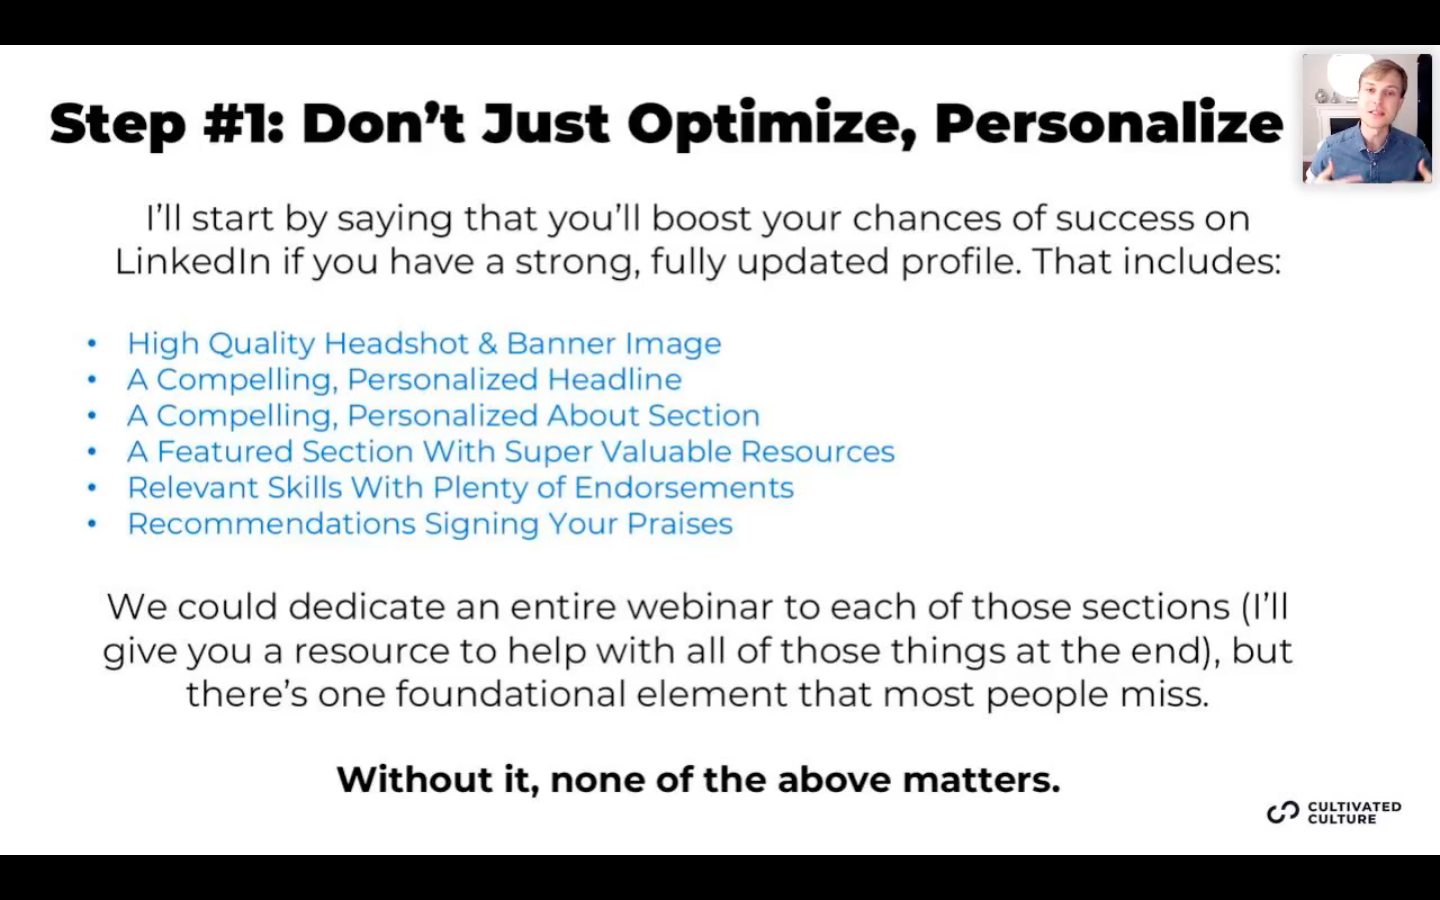 Step #1: Don't Just Optimize, Personalize
I'll start by saying that you'll boost your chances of success on
LinkedIn if you have a strong, fully updated profile. That includes:
• High Quality Headshot & Banner Image
• A Compelling, Personalized Headline
• A Compelling, Personalized About Section
• A Featured Section With Super Valuable Resources
• Relevant Skills With Plenty of Endorsements
• Recommendations Signing Your Praises
We could dedicate an entire webinar to each of those sections (I'll
give you a resource to help with all of those things at the end), but
there's one foundational element that most people miss.
Without it, none of the above matters.
CULTIVATED
CULTURE